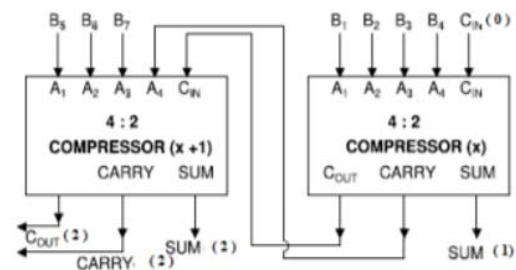 B5 B6 B7
B1 B2 B3 B4 CIN (0)
A1 A2 A3 A4 CIN
A1 A2 A3 A4 CIN
4 : 2
COMPRESSOR (x +1)
CARRY SUM
4 : 2
COMPRESSOR (x)
COUT CARRY SUM
COUT (2)
CARRY (2)
SUM (2)
SUM (1)